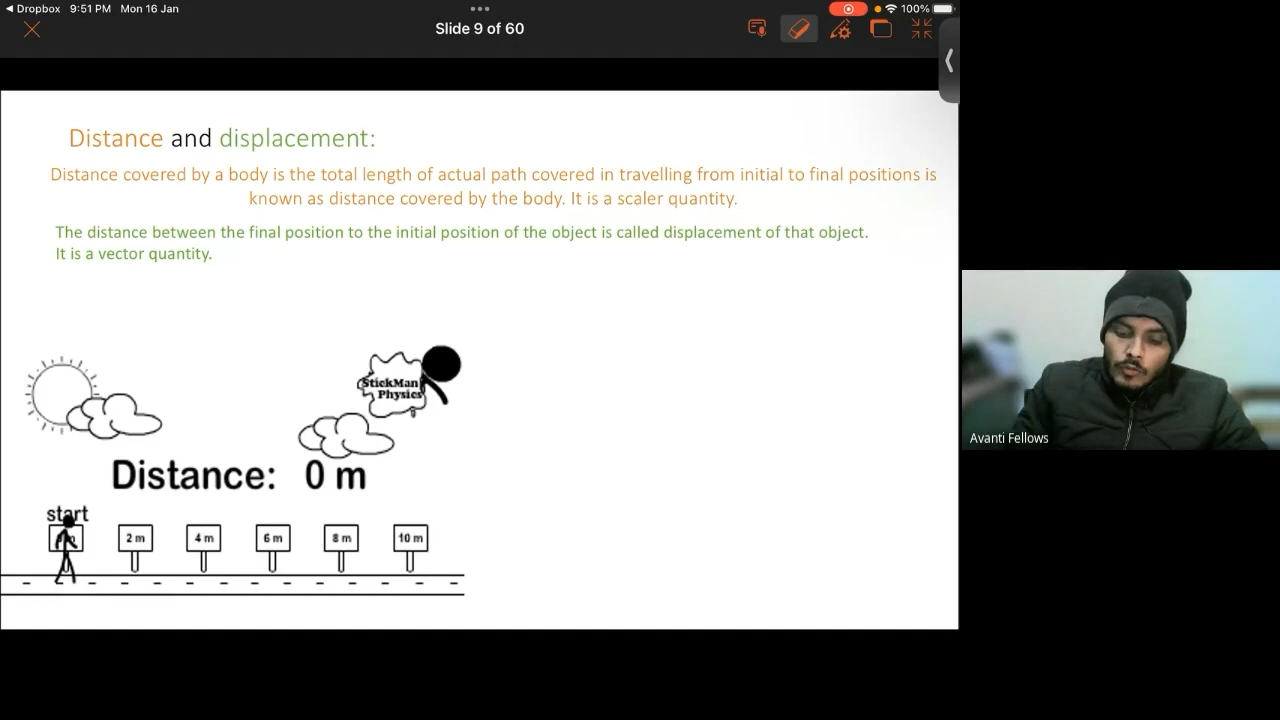 Dropbox 9:51 PM Mon 16 Jan
100%
Slide 9 of 60
Distance and displacement:
Distance covered by a body is the total length of actual path covered in travelling from initial to final positions is
known as distance covered by the body. It is a scaler quantity.
The distance between the final position to the initial position of the object is called displacement of that object.
It is a vector quantity.
StickMan
Physics
Avanti Fellows
Distance: 0 m
start
2 m 4 m 6 m 8 m 10 m